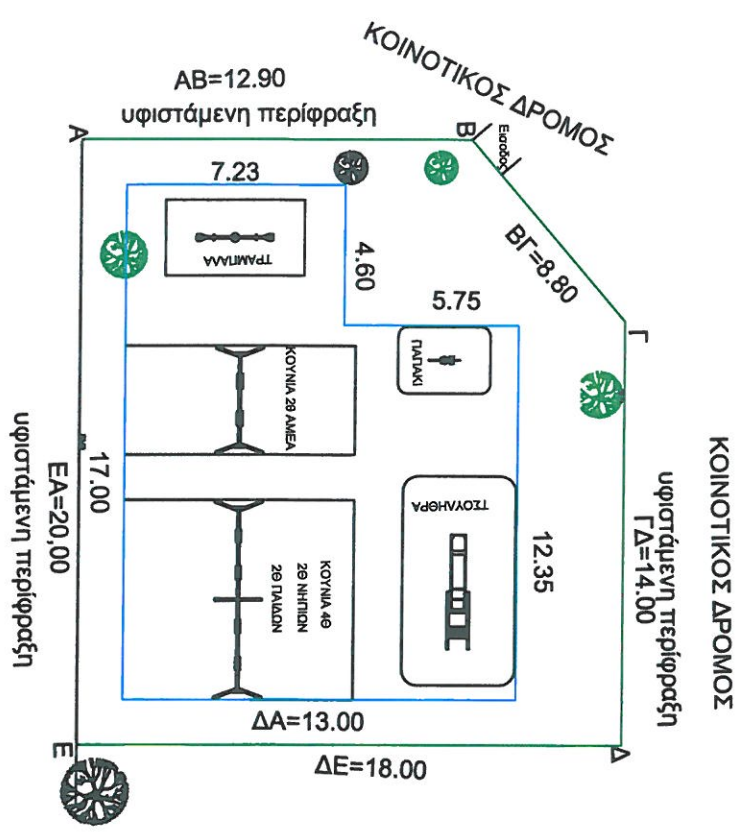 ΚΟΙΝΟΤΙΚΟΣ ΔΡΟΜΟΣ
ΑΒ=12.90
υφιστάμενη περίφραξη
Α
Β
Εισοδος
ΒΓ=8.80
Γ
7.23
4.60
5.75
ΤΡΑΜΠΑΛΑ
ΠΑΠΑΚΙ
ΚΟΥΝΙΑ 2Θ ΑΜΕΑ
ΚΟΙΝΟΤΙΚΟΣ ΔΡΟΜΟΣ
υφιστάμενη περίφραξη
ΓΔ=14.00
17.00
ΕΑ=20,00
υφιστάμενη περίφραξη
ΤΣΟΥΛΗΘΡΑ
12.35
ΚΟΥΝΙΑ 4Θ
2Θ ΝΗΠΙΩΝ
2Θ ΠΑΙΔΩΝ
ΔΑ=13.00
Ε
ΔΕ=18.00
Δ